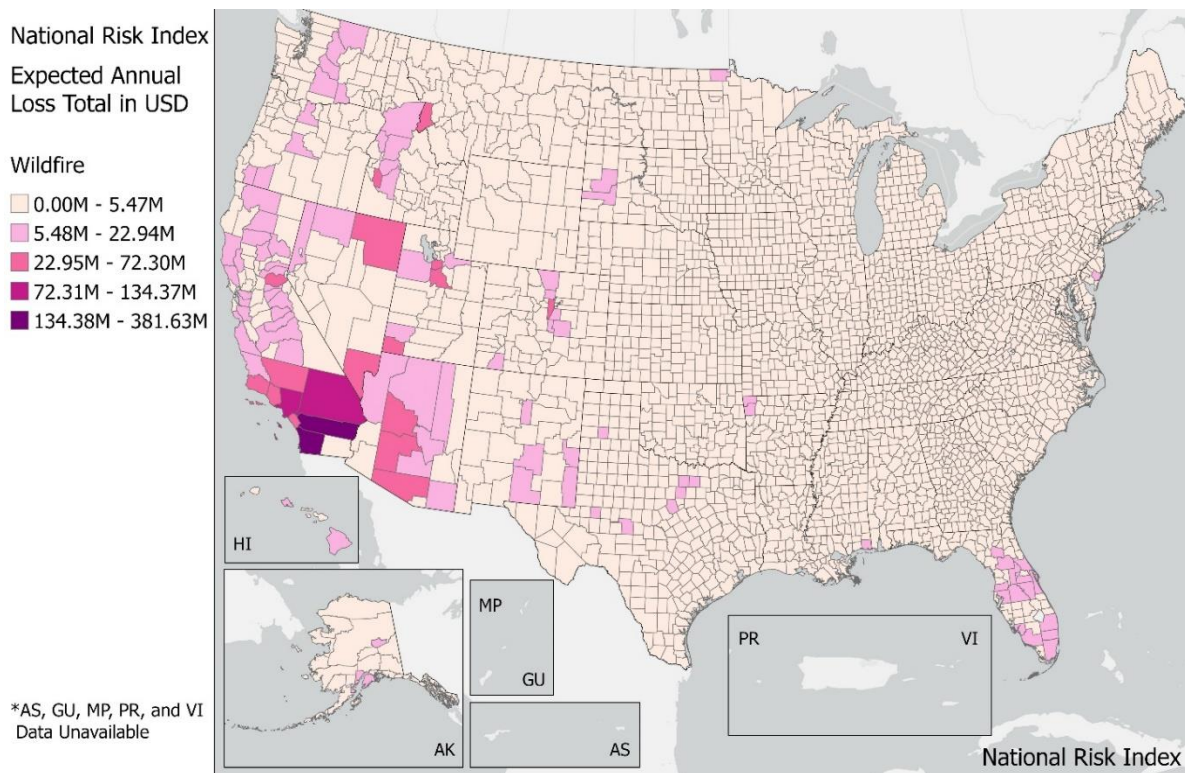 National Risk Index
Expected Annual
Loss Total in USD
Wildfire
0.00M - 5.47M
5.48M - 22.94M
22.95M - 72.30M
72.31M - 134.37M
134.38M - 381.63M
*AS, GU, MP, PR, and VI
Data Unavailable
HI
AK
MP
GU
AS
PR
VI
National Risk Index